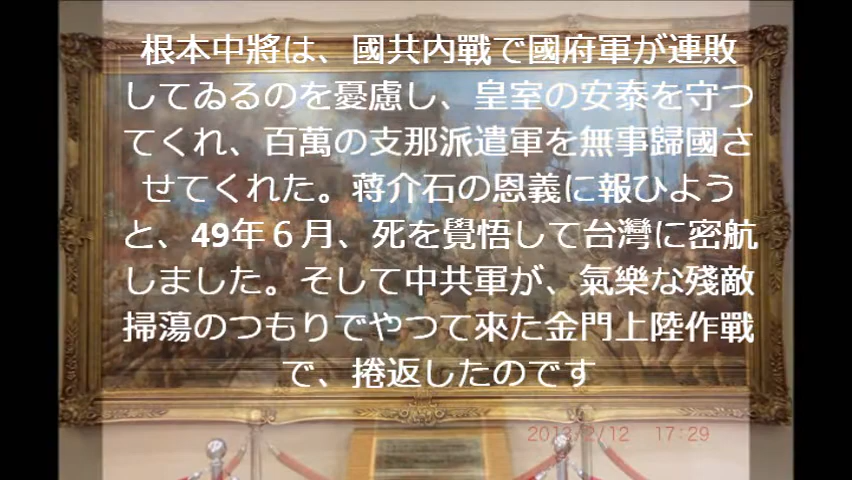 根本中將は、國共内戰で國府軍が連敗
してゐるのを憂慮し、皇室の安泰を守つ
てくれ、百萬の支那派遣軍を無事歸國さ
せてくれた。蒋介石の恩義に報ひよう
と、49年６月、死を覺悟して台灣に密航
しました。そして中共軍が、氣樂な殘敵
掃蕩のつもりでやつて來た金門上陸作戰
で、捲返したのです
2013/2/12 17:29